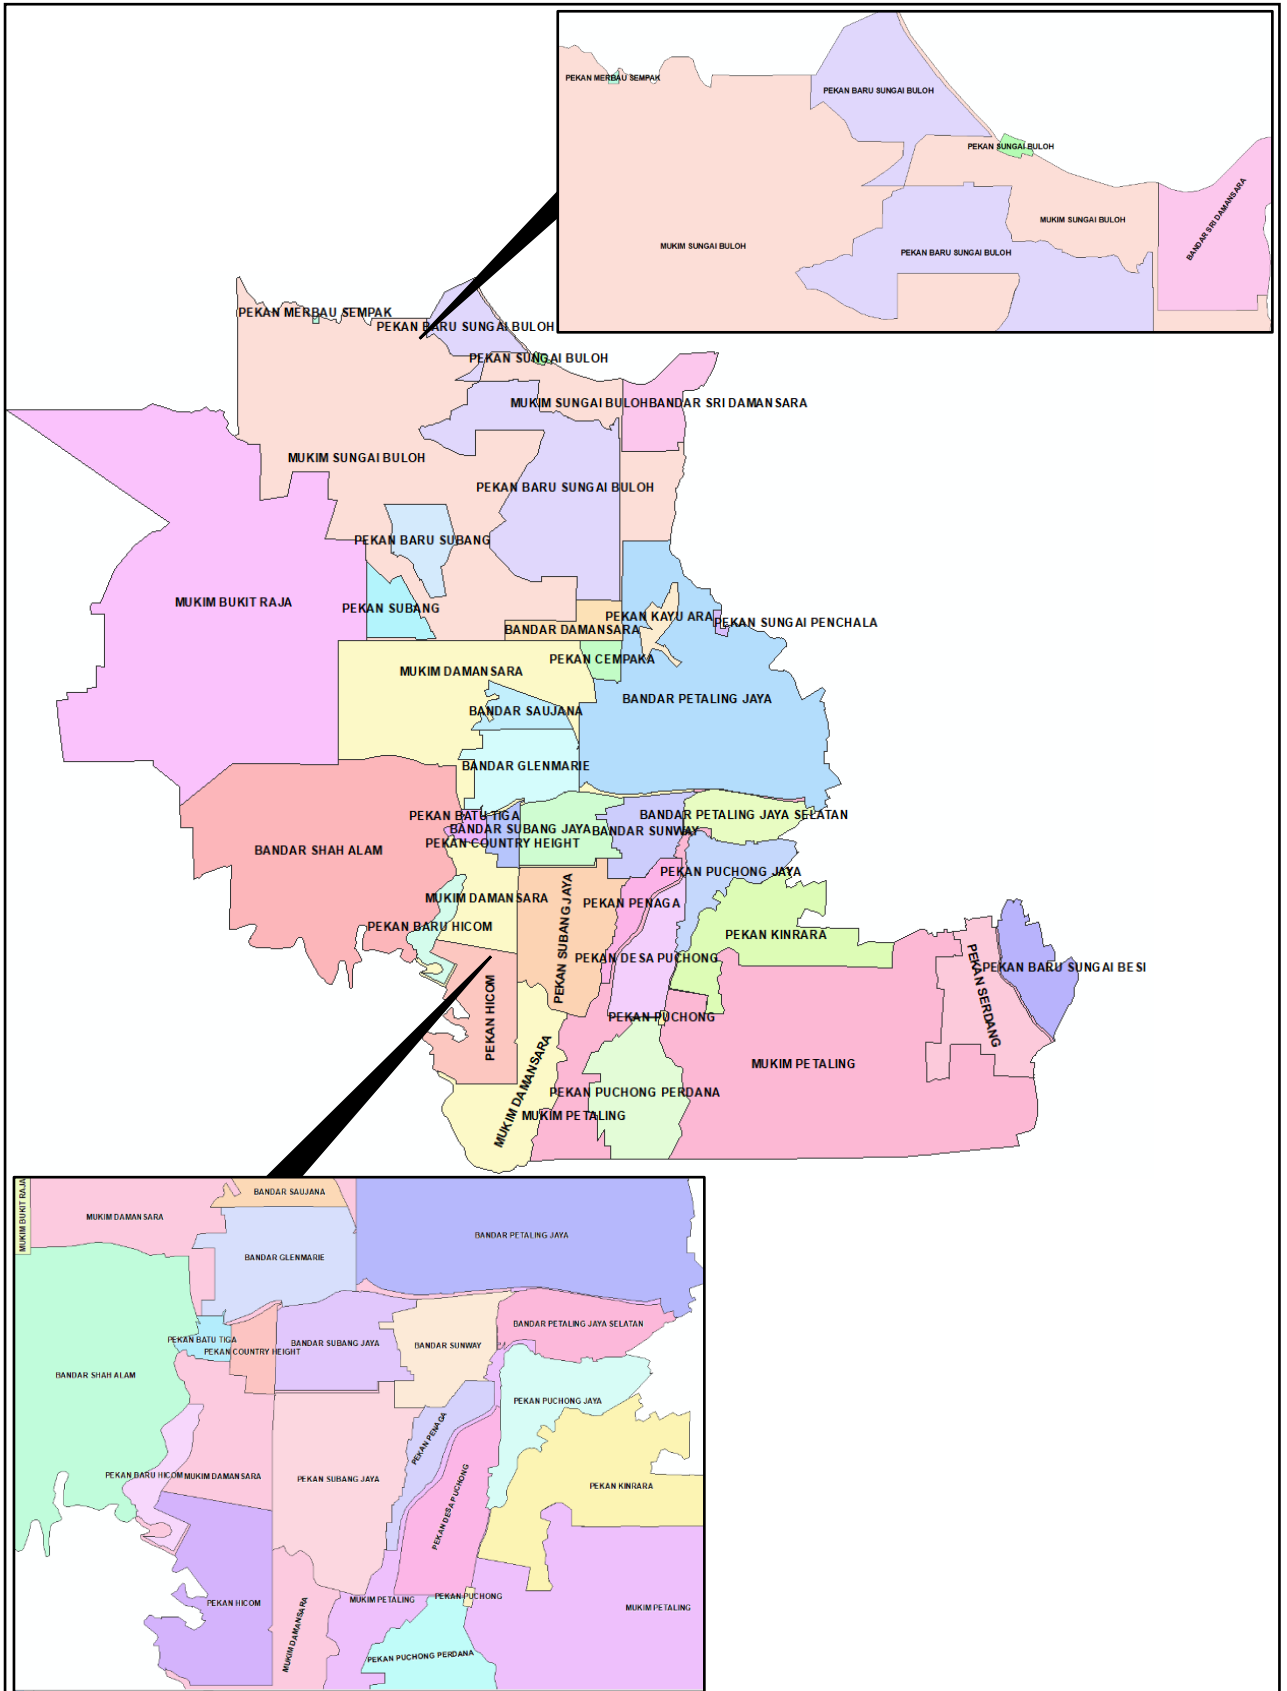 PEKAN MERBAU SEMPAK
PEKAN BARU SUNGAI BULOH
PEKAN SUNGAI BULOH
BANDAR SRI DAMANSARA
MUKIM SUNGAI BULOH
MUKIM SUNGAI BULOH
PEKAN BARU SUNGAI BULOH
PEKAN MERBAU SEMPAK
PEKAN BARU SUNGAI BULOH
PEKAN SUNGAI BULOH
MUKIM SUNGAI BULOH
BANDAR SRI DAMANSARA
MUKIM SUNGAI BULOH
PEKAN BARU SUNGAI BULOH
PEKAN BARU SUBANG
MUKIM BUKIT RAJA
PEKAN SUBANG
PEKAN KAYU ARA
PEKAN SUNGAI PENCHALA
BANDAR DAMANSARA
PEKAN CEMPAKA
MUKIM DAMANSARA
BANDAR PETALING JAYA
BANDAR SAUJANA
BANDAR GLENMARIE
PEKAN BATU TIGA
BANDAR PETALING JAYA SELATAN
BANDAR SUBANG JAYA
BANDAR SUNWAY
PEKAN COUNTRY HEIGHT
BANDAR SHAH ALAM
PEKAN PUCHONG JAYA
MUKIM DAMANSARA
PEKAN PENAGA
PEKAN BARU HICOM
PEKAN SUBANG JAYA
PEKAN KINRARA
PEKAN DESA PUCHONG
PEKAN BARU SUNGAI BESI
PEKAN SERDANG
PEKAN HICOM
PEKAN PUCHONG
MUKIM PETALING
MUKIM DAMANSARA
PEKAN PUCHONG PERDANA
MUKIM PETALING
MUKIM BUKIT RAJA
MUKIM DAMANSARA
BANDAR SAUJANA
BANDAR PETALING JAYA
BANDAR GLENMARIE
BANDAR PETALING JAYA SELATAN
PEKAN BATU TIGA
BANDAR SUBANG JAYA
BANDAR SUNWAY
PEKAN COUNTRY HEIGHT
BANDAR SHAH ALAM
PEKAN PUCHONG JAYA
PEKAN PENAGA
PEKAN BARU HICOM
MUKIM DAMANSARA
PEKAN SUBANG JAYA
PEKAN KINRARA
PEKAN DESA PUCHONG
PEKAN HICOM
MUKIM DAMANSARA
MUKIM PETALING
PEKAN PUCHONG
MUKIM PETALING
PEKAN PUCHONG PERDANA